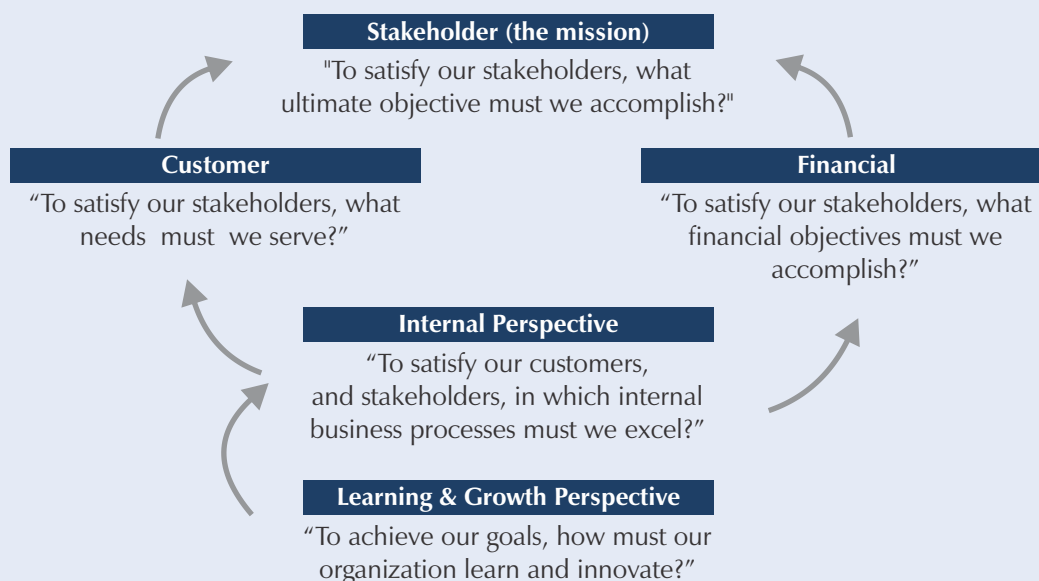 Stakeholder (the mission)
"To satisfy our stakeholders, what
ultimate objective must we accomplish?"
Customer
“To satisfy our stakeholders, what
needs must we serve?”
Financial
“To satisfy our stakeholders, what
financial objectives must we
accomplish?”
Internal Perspective
“To satisfy our customers,
and stakeholders, in which internal
business processes must we excel?”
Learning & Growth Perspective
“To achieve our goals, how must our
organization learn and innovate?”